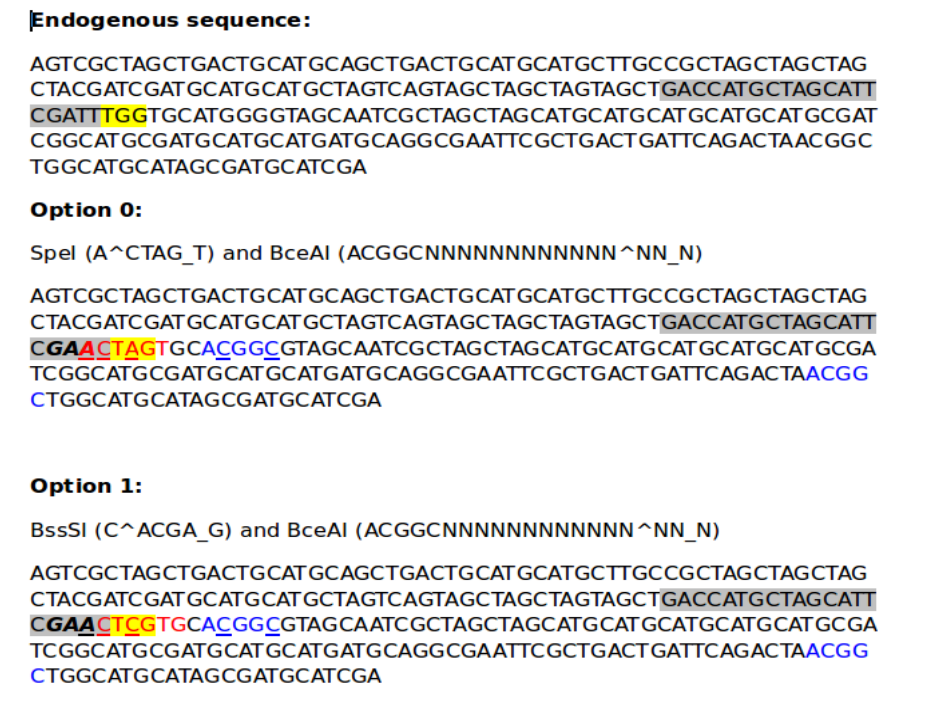 Endogenous sequence:
AGTCGCTAGCTGACTGCATGCAGCTGACTGCATGCATGCTTGCCGCTAGCTAGCTAG
CTACGATCGATGCATGCATGCTAGTCAGTAGCTAGCTAGTAGCTGACCATGCTAGCATT
CGATTTGGTGCATGGGGTAGCAATCGCTAGCTAGCATGCATGCATGCATGCATGCGAT
CGGCATGCGATGCATGCATGATGCAGGCGAATTCGCTGACTGATTCAGACTAACGGC
TGGCATGCATAGCGATGCATCGA
Option 0:
SpeI (A^CTAG_T) and BceAI (ACGGCNNNNNNNNNNNN^NN_N)
AGTCGCTAGCTGACTGCATGCAGCTGACTGCATGCATGCTTGCCGCTAGCTAGCTAG
CTACGATCGATGCATGCATGCTAGTCAGTAGCTAGCTAGTAGCTGACCATGCTAGCATT
CGAACTAGTGCACGGCGTAGCAATCGCTAGCTAGCATGCATGCATGCATGCATGCGA
TCGGCATGCGATGCATGCATGATGCAGGCGAATTCGCTGACTGATTCAGACTAACGG
CTGGCATGCATAGCGATGCATCGA
Option 1:
BssSI (C^ACGA_G) and BceAI (ACGGCNNNNNNNNNNNN^NN_N)
AGTCGCTAGCTGACTGCATGCAGCTGACTGCATGCATGCTTGCCGCTAGCTAGCTAG
CTACGATCGATGCATGCATGCTAGTCAGTAGCTAGCTAGTAGCTGACCATGCTAGCATT
CGAACTCGTGCACGGCGTAGCAATCGCTAGCTAGCATGCATGCATGCATGCATGCGA
TCGGCATGCGATGCATGCATGATGCAGGCGAATTCGCTGACTGATTCAGACTAACGG
CTGGCATGCATAGCGATGCATCGA